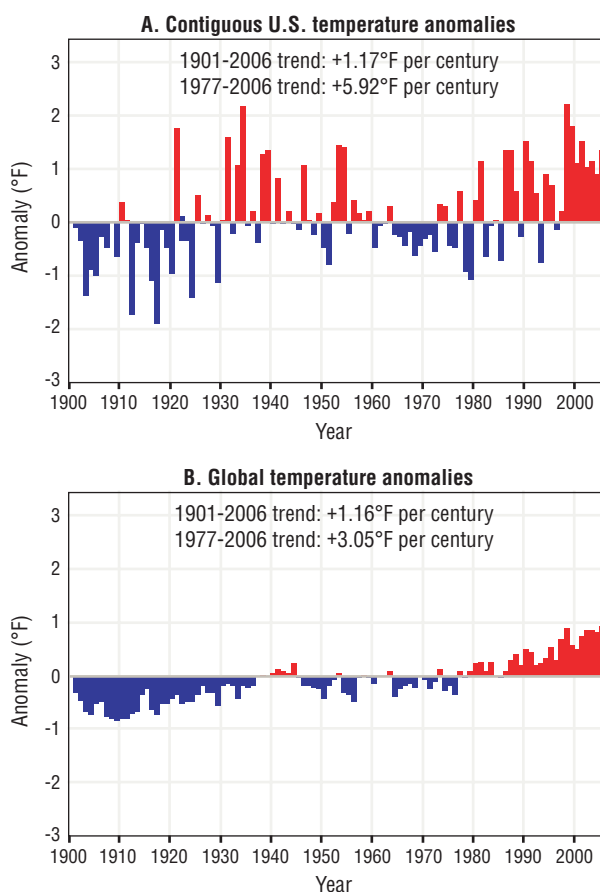 A. Contiguous U.S. temperature anomalies
1901-2006 trend: +1.17°F per century
1977-2006 trend: +5.92°F per century
Anomaly (°F)
3
2
1
0
-1
-2
-3
1900 1910 1920 1930 1940 1950 1960 1970 1980 1990 2000
Year
B. Global temperature anomalies
1901-2006 trend: +1.16°F per century
1977-2006 trend: +3.05°F per century
Anomaly (°F)
3
2
1
0
-1
-2
-3
1900 1910 1920 1930 1940 1950 1960 1970 1980 1990 2000
Year